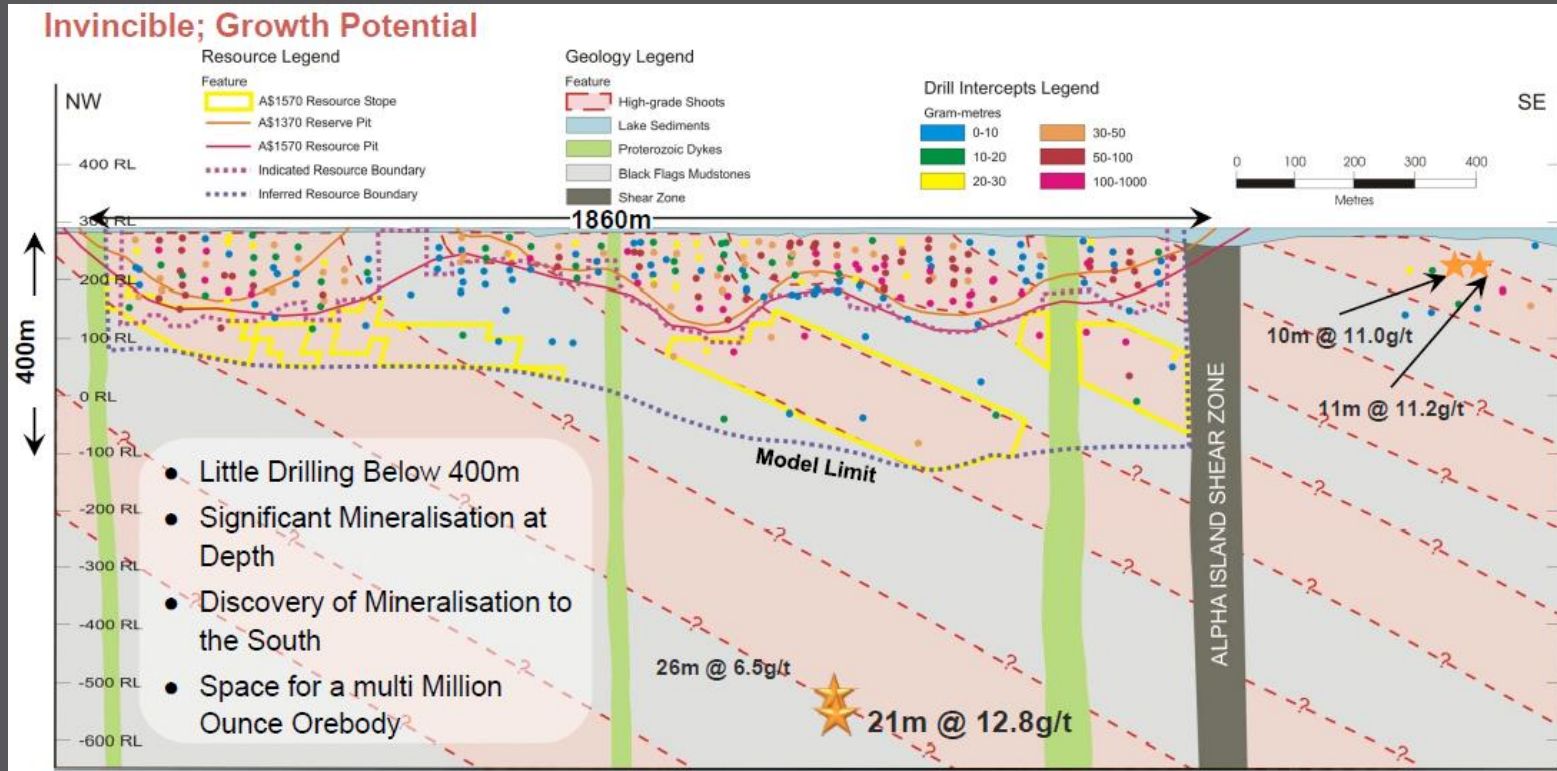 Invincible; Growth Potential
Resource Legend
Feature
A$1570 Resource Stope
A$1370 Reserve Pit
A$1570 Resource Pit
Indicated Resource Boundary
Inferred Resource Boundary
Geology Legend
Feature
High-grade Shoots
Lake Sediments
Proterozoic Dykes
Black Flags Mudstones
Shear Zone
Drill Intercepts Legend
Gram-metres
0-10
10-20
20-30
30-50
50-100
100-1000
NW
SE
0 100 200 300 400
Metres
1860m
400m
400 RL
300 RL
200 RL
100 RL
0 RL
-100 RL
-200 RL
-300 RL
-400 RL
-500 RL
-600 RL
10m @ 11.0g/t
11m @ 11.2g/t
Model Limit
ALPHA ISLAND SHEAR ZONE
● Little Drilling Below 400m
● Significant Mineralisation at
Depth
● Discovery of Mineralisation to
the South
● Space for a multi Million
Ounce Orebody
26m @ 6.5g/t
21m @ 12.8g/t